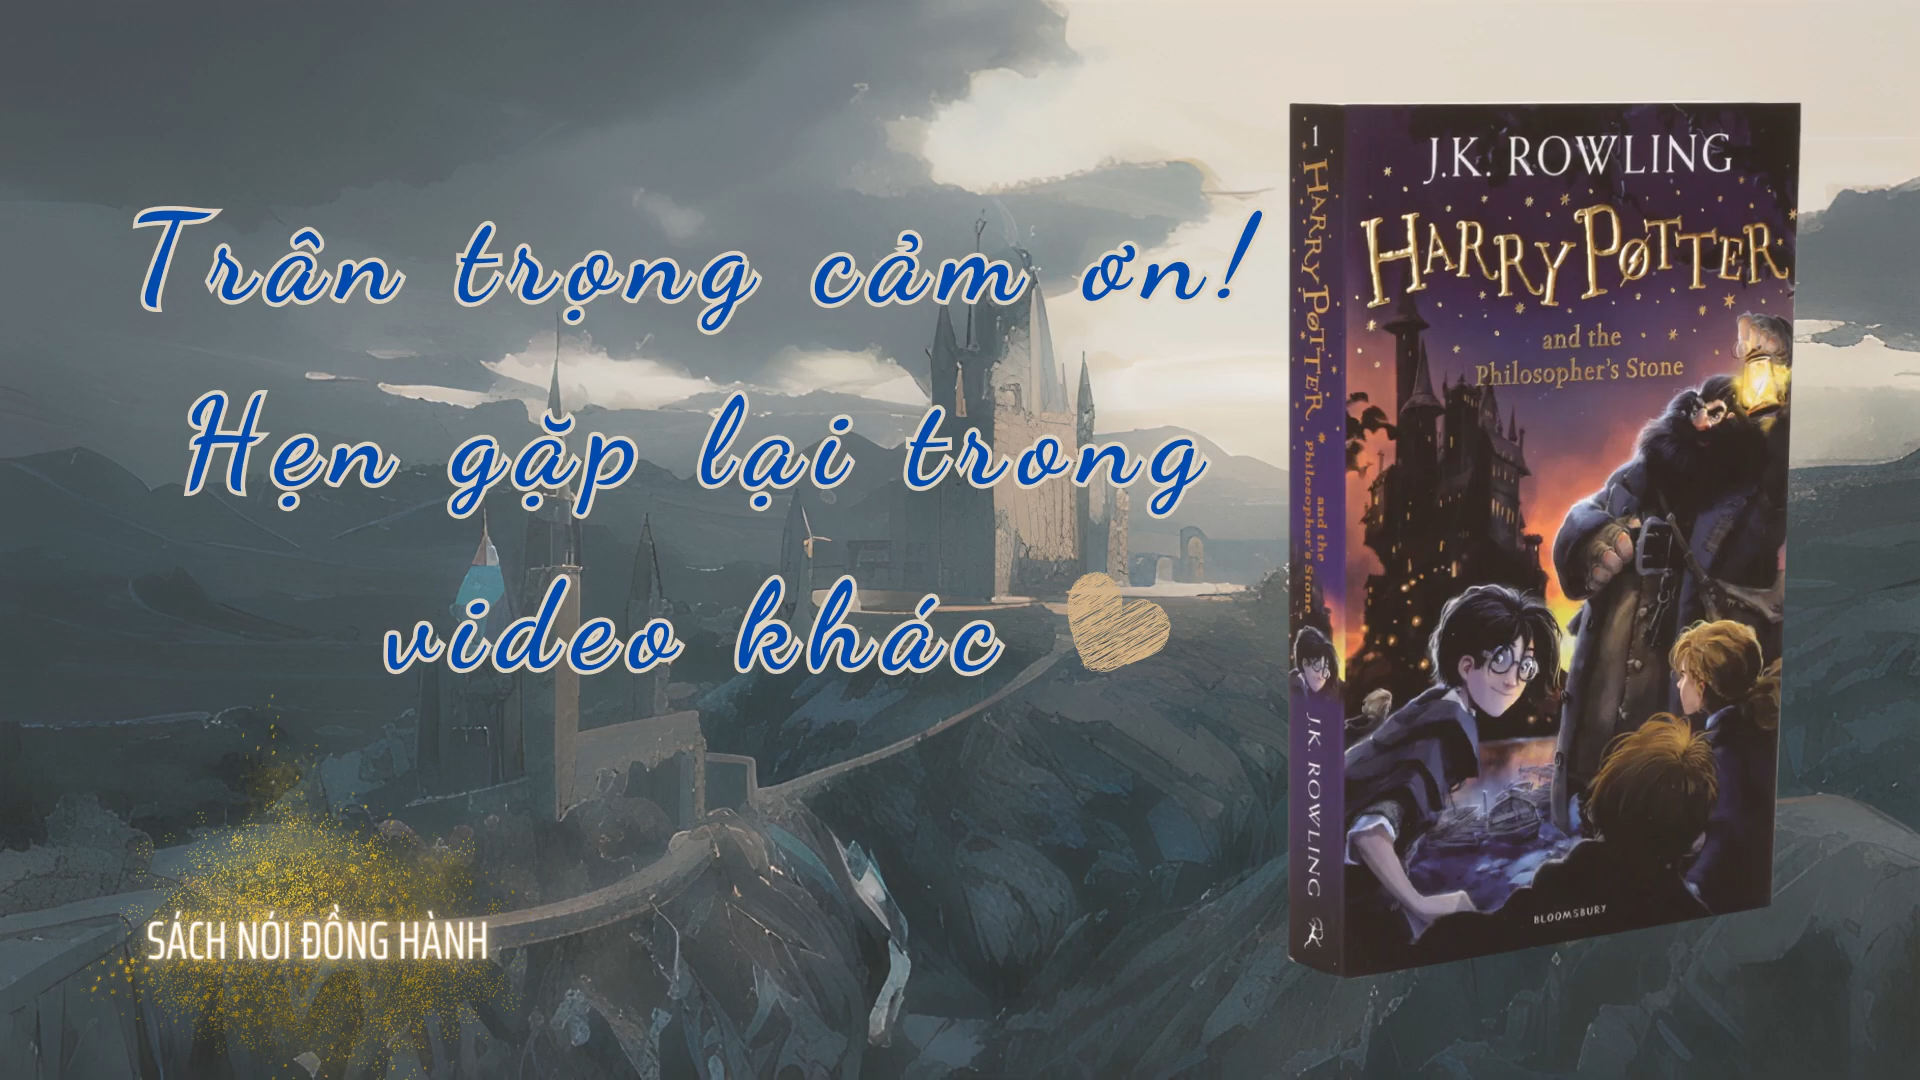 Trân trọng cảm ơn!
Hẹn gặp lại trong
video khác
SÁCH NÓI ĐỒNG HÀNH
1
HARRY POTTER
and the
Philosopher's Stone
J.K. ROWLING
J.K. ROWLING
HARRY POTTER
and the
Philosopher's Stone
BLOOMSBURY